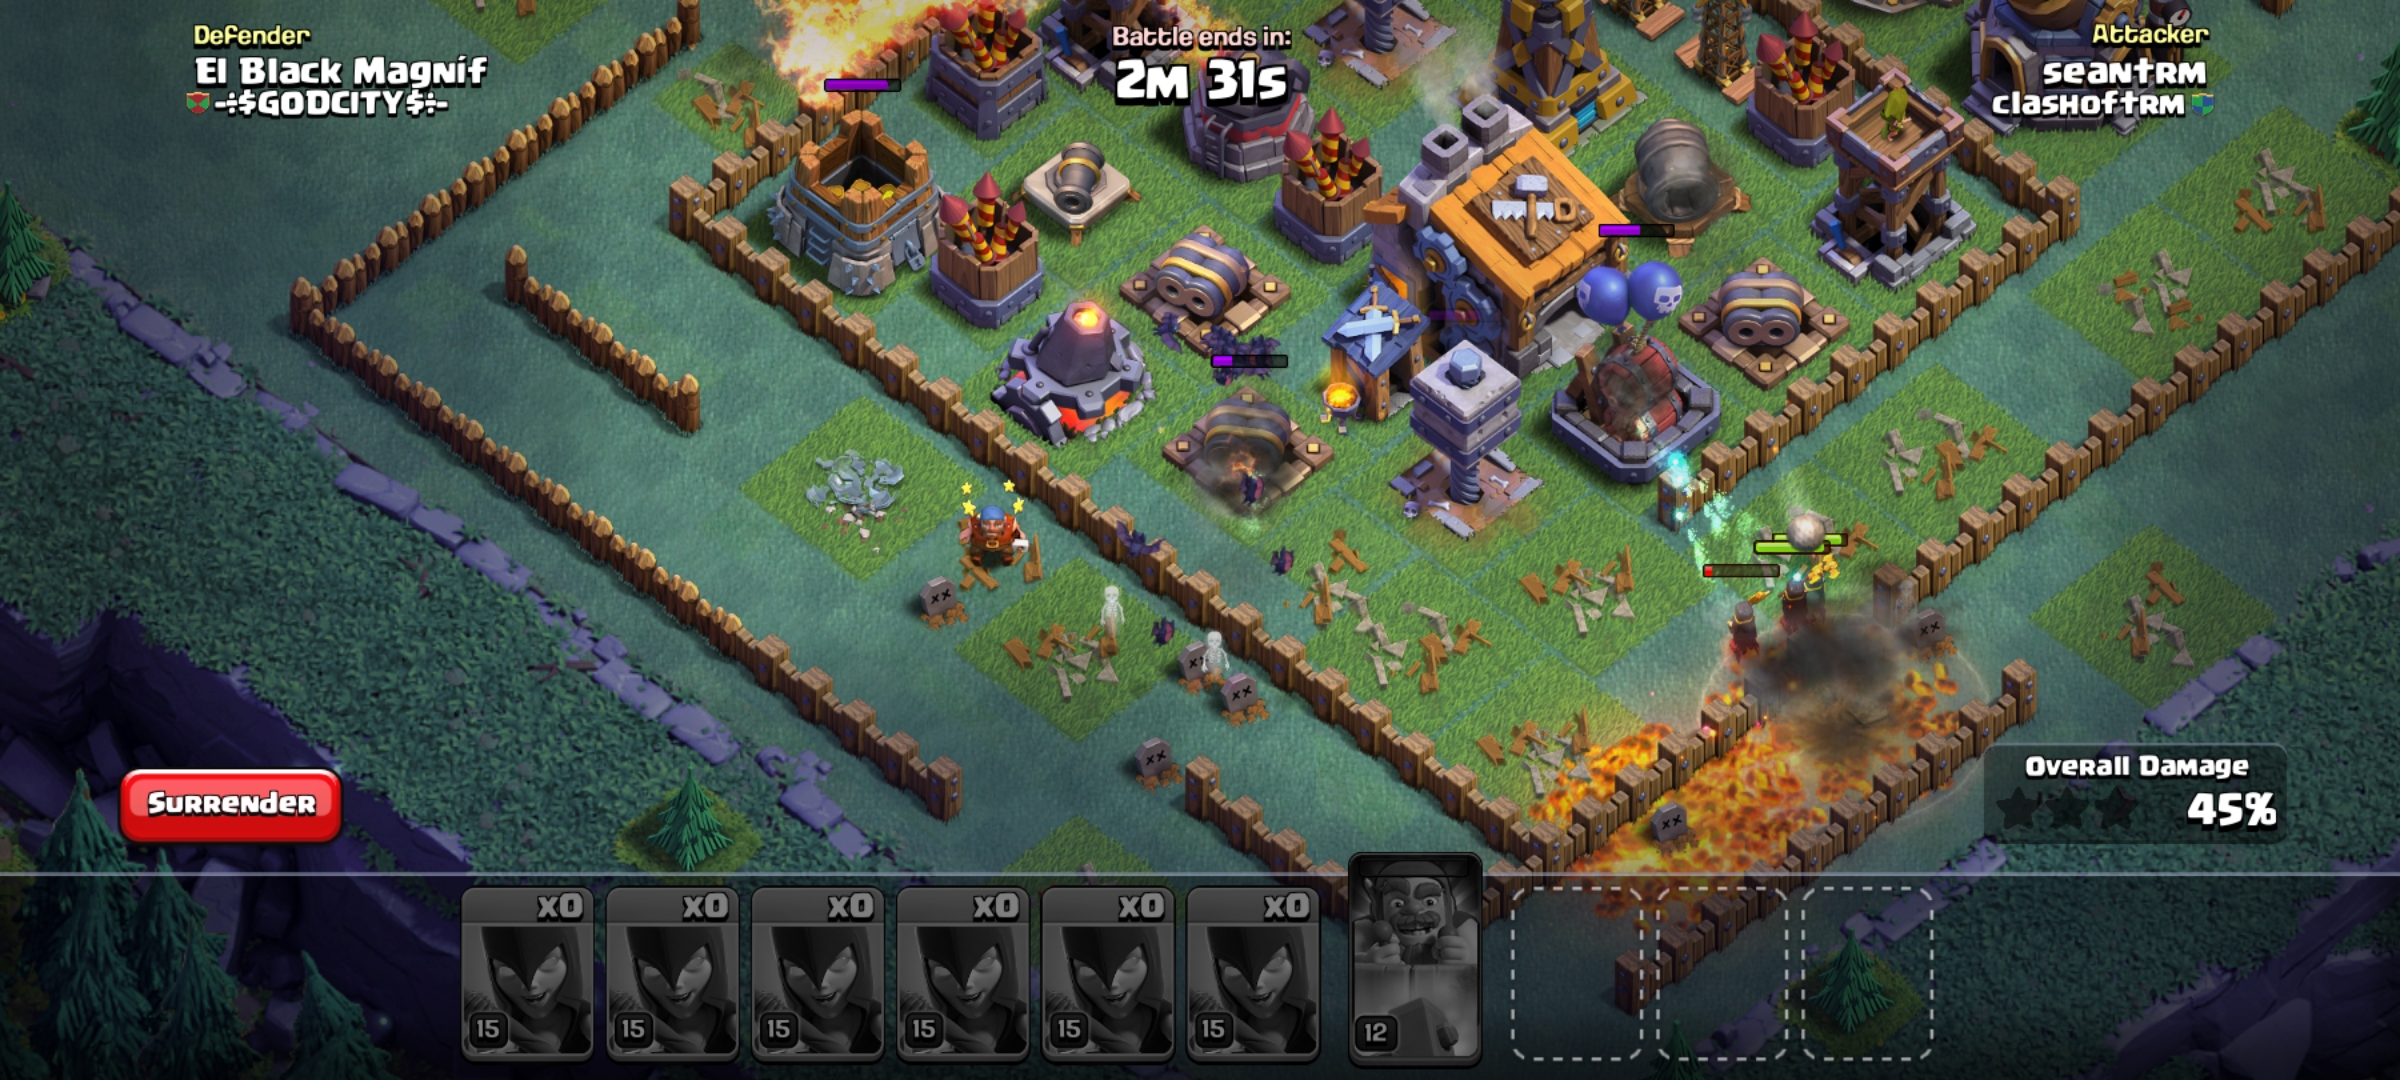 Defender
El Black Magnif
-÷$GODCITY$÷-
Battle ends in:
2M 31s
Attacker
seantRM
clashoftRM
Surrender
Overall Damage
45%
x0
x0
x0
x0
x0
x0
15
15
15
15
15
15
12